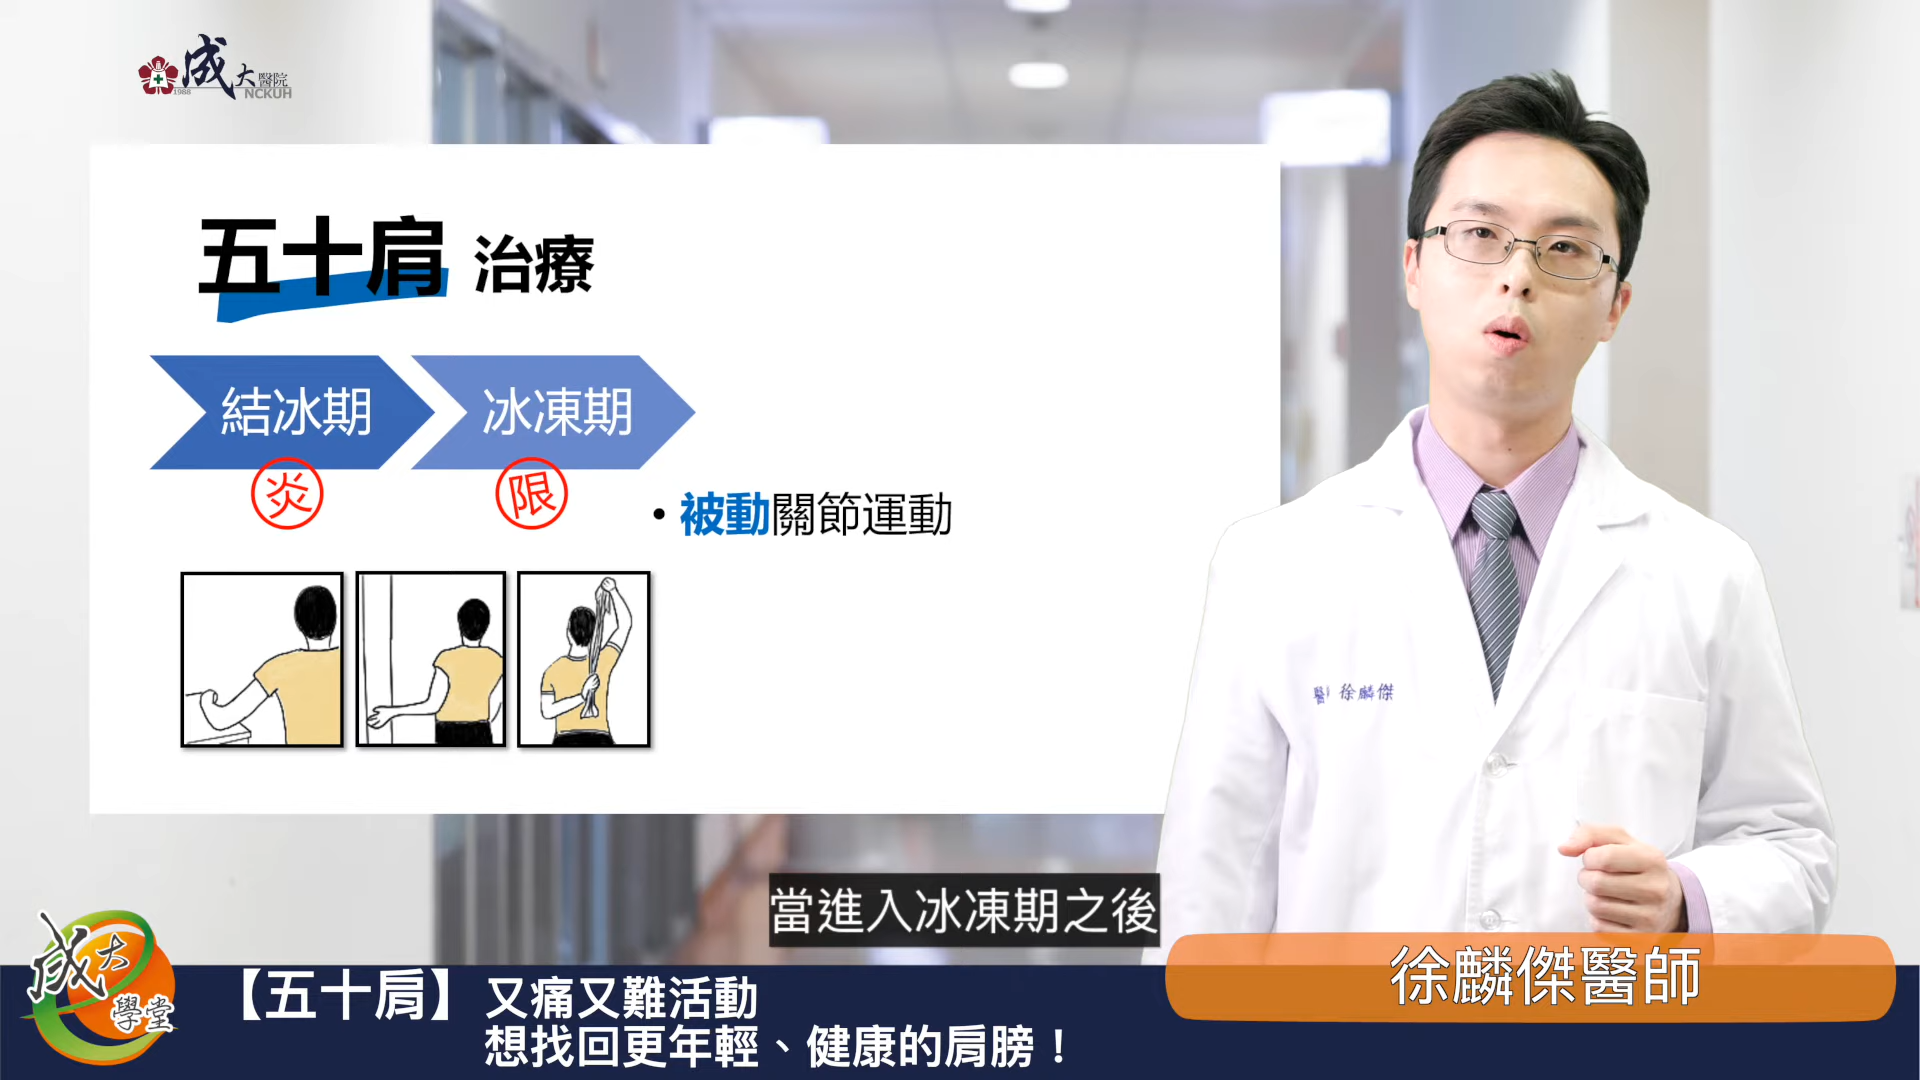 成大醫院
1988 NCKUH
五十肩 治療
結冰期 冰凍期
炎 限
• 被動關節運動
醫師 徐麟傑
當進入冰凍期之後
成大
學堂
【五十肩】又痛又難活動
想找回更年輕、健康的肩膀！
徐麟傑醫師